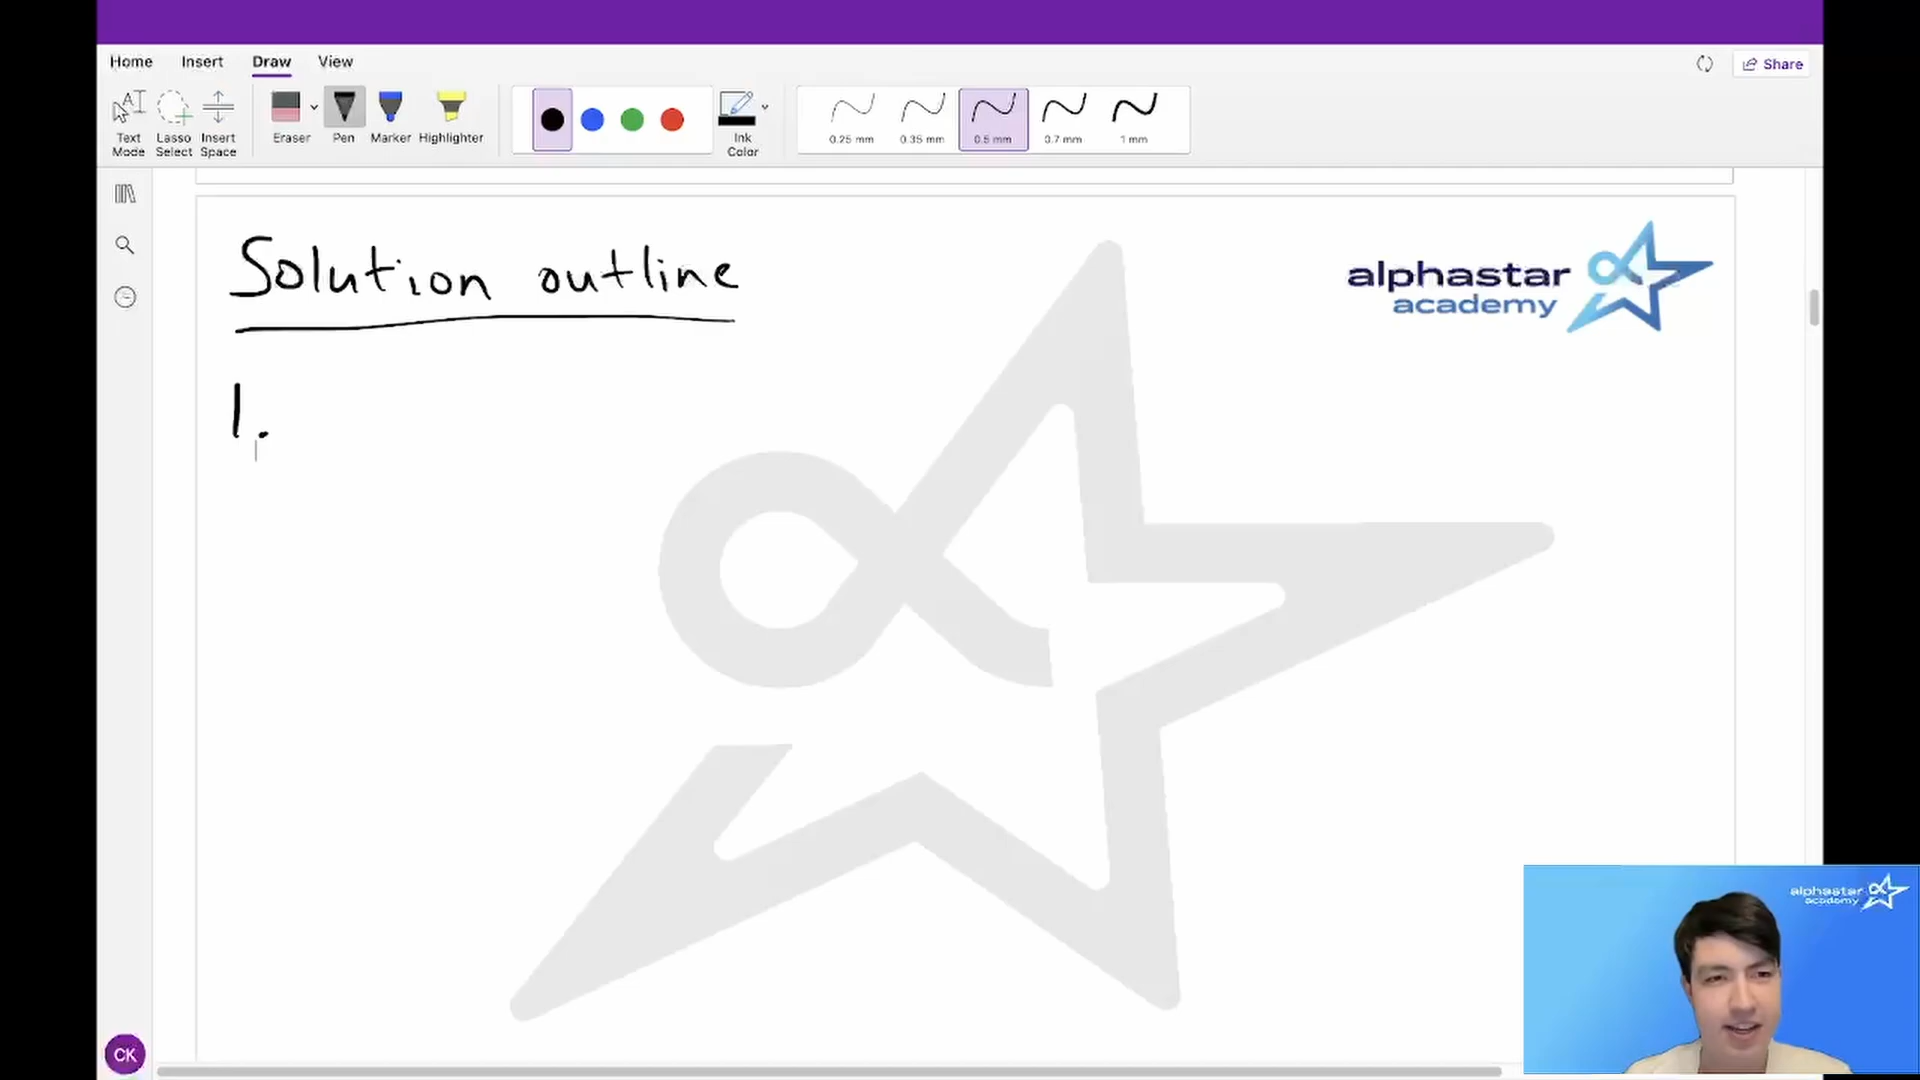 Home Insert Draw View
Share
Text Mode
Lasso Select
Insert Space
Eraser
Pen
Marker
Highlighter
Ink Color
0.25 mm
0.35 mm
0.5 mm
0.7 mm
1 mm
Solution outline
alphastar
academy
1.
alphastar
academy
CK